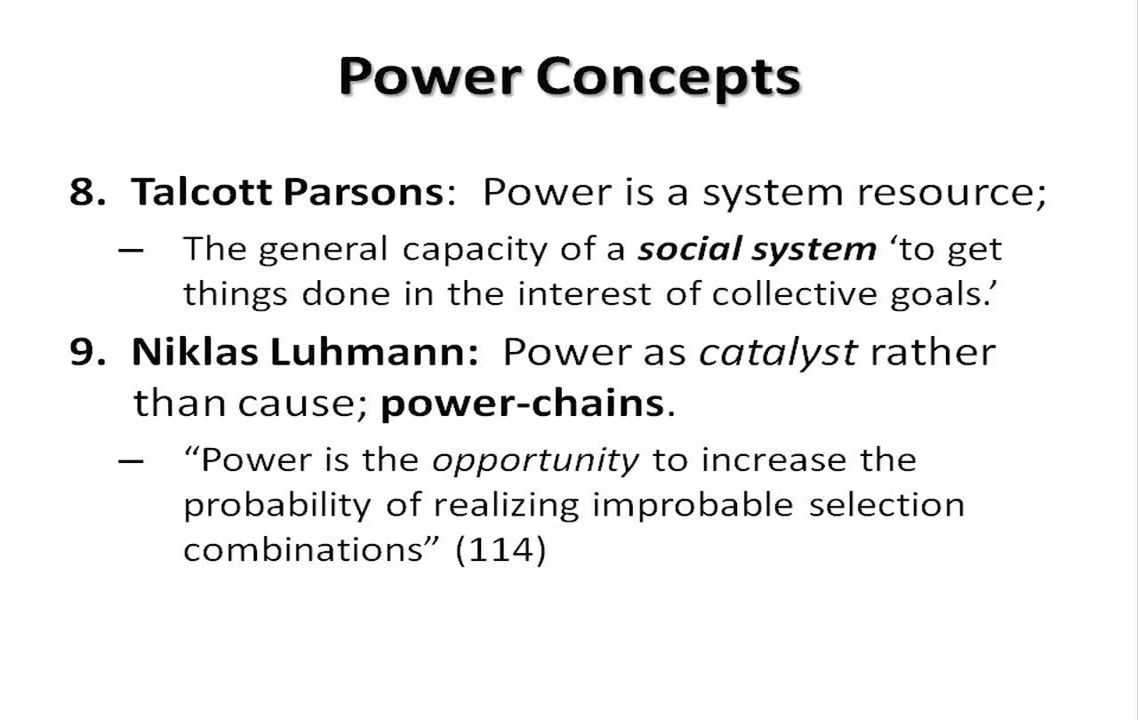 Power Concepts
8. Talcott Parsons: Power is a system resource;
– The general capacity of a social system ‘to get
things done in the interest of collective goals.’
9. Niklas Luhmann: Power as catalyst rather
than cause; power-chains.
– “Power is the opportunity to increase the
probability of realizing improbable selection
combinations” (114)